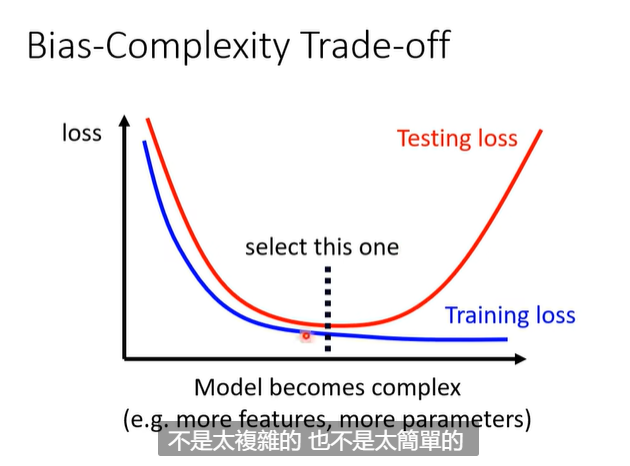 Bias-Complexity Trade-off
loss
Testing loss
select this one
Training loss
Model becomes complex
(e.g. more features, more parameters)
不是太複雜的 也不是太簡單的